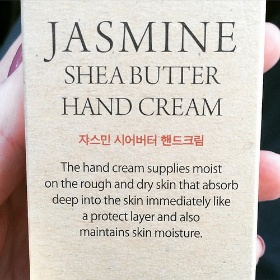 JASMINE
SHEA BUTTER
HAND CREAM
쟈스민 시어버터 핸드크림
The hand cream supplies moist
on the rough and dry skin that absorb
deep into the skin immediately like
a protect layer and also
maintains skin moisture.